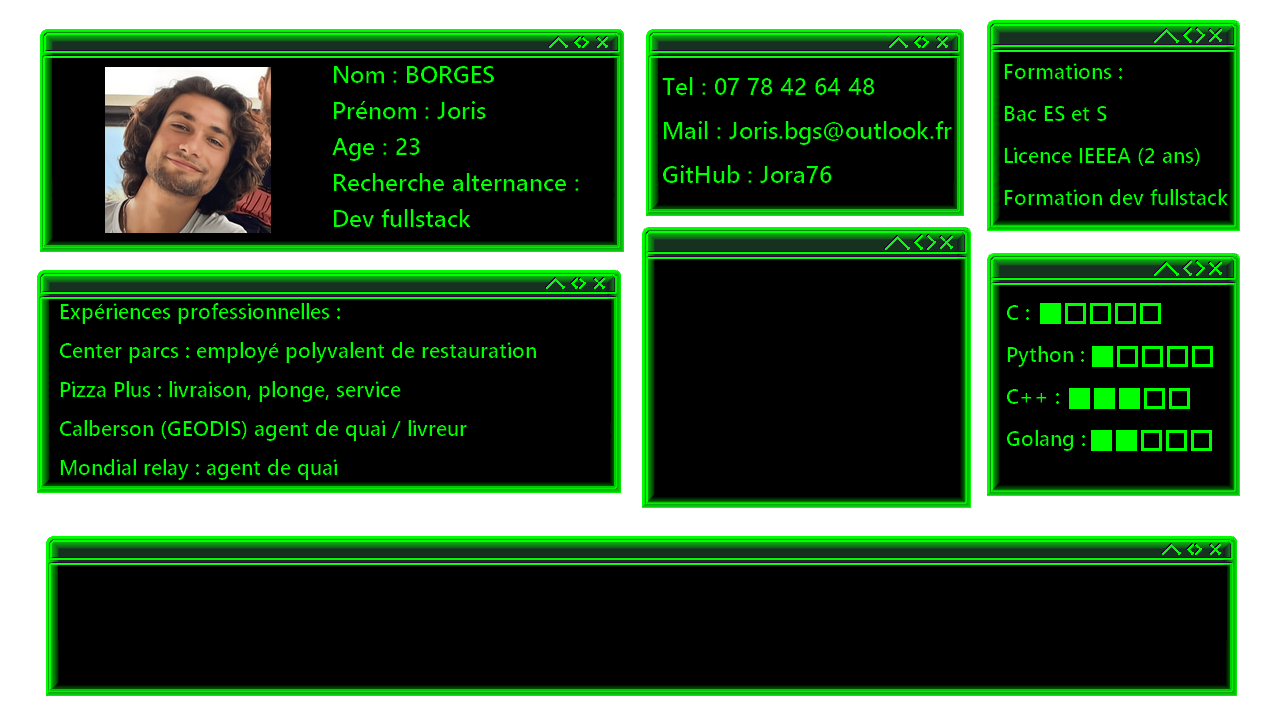 Nom : BORGES
Prénom : Joris
Age : 23
Recherche alternance :
Dev fullstack
Tel : 07 78 42 64 48
Mail : Joris.bgs@outlook.fr
GitHub : Jora76
Formations :
Bac ES et S
Licence IEEEA (2 ans)
Formation dev fullstack
Expériences professionnelles :
Center parcs : employé polyvalent de restauration
Pizza Plus : livraison, plonge, service
Calberson (GEODIS) agent de quai / livreur
Mondial relay : agent de quai
C :
Python :
C++ :
Golang :